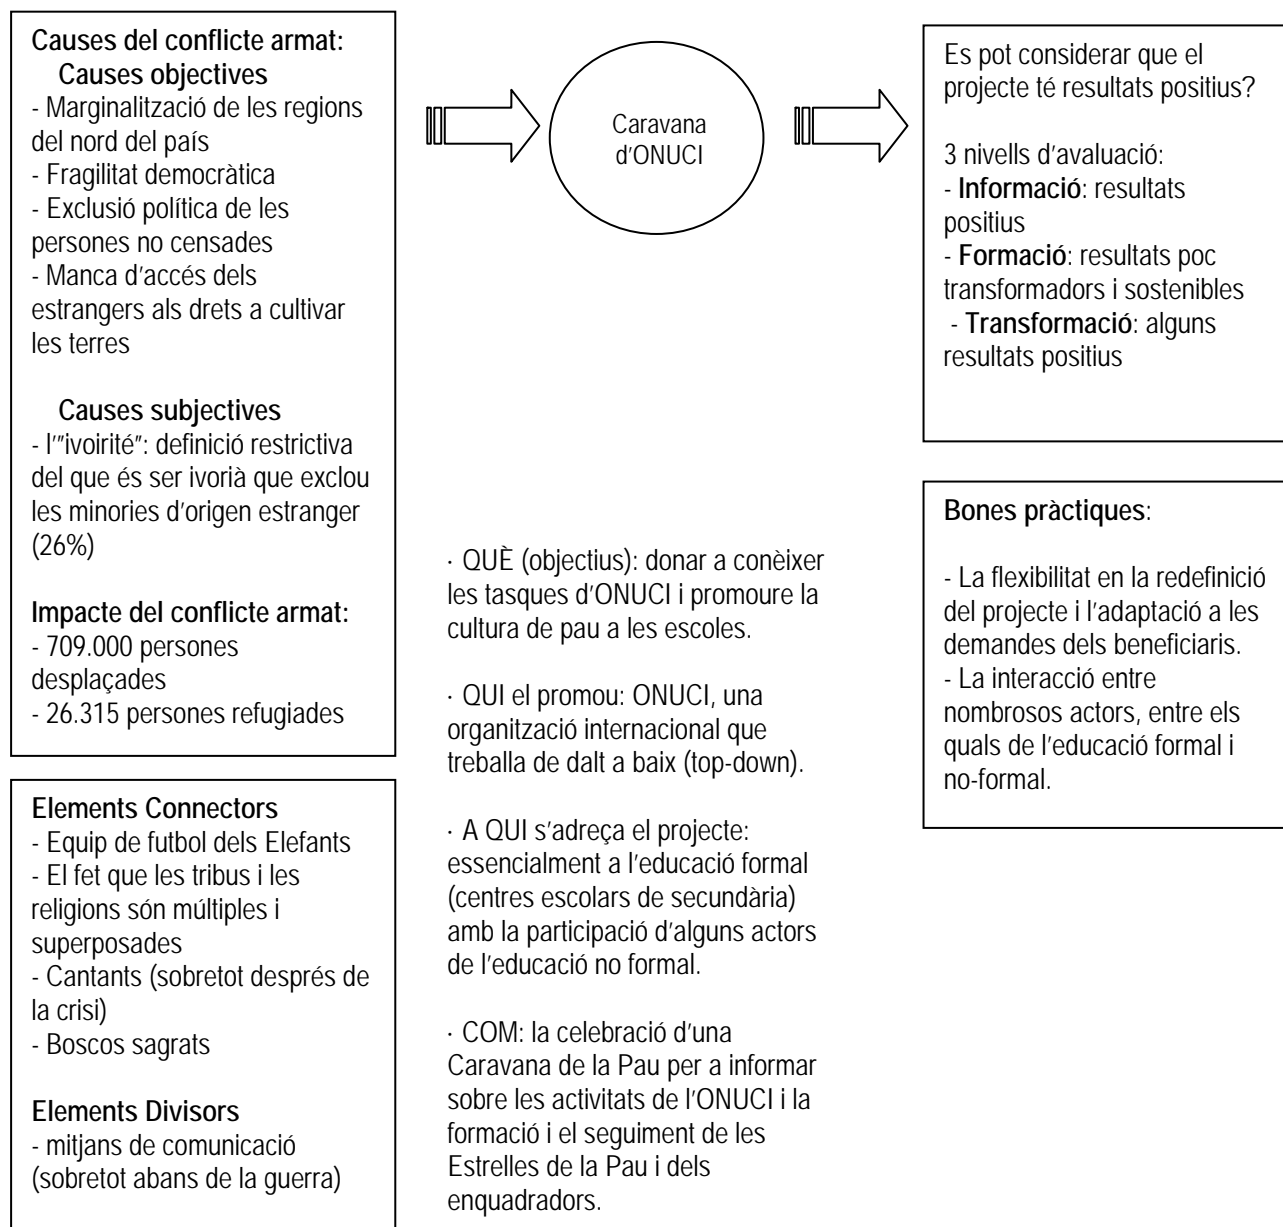 Causes del conflicte armat:
Causes objectives
- Marginalització de les regions
del nord del país
- Fragilitat democràtica
- Exclusió política de les
persones no censades
- Manca d'accés dels
estrangers als drets a cultivar
les terres
Causes subjectives
- l'"ivoirité": definició restrictiva
del que és ser ivorià que exclou
les minories d'origen estranger
(26%)
Impacte del conflicte armat:
- 709.000 persones
desplaçades
- 26.315 persones refugiades
Elements Connectors
- Equip de futbol dels Elefants
- El fet que les tribus i les
religions són múltiples i
superposades
- Cantants (sobretot després de
la crisi)
- Boscos sagrats
Elements Divisors
- mitjans de comunicació
(sobretot abans de la guerra)
Caravana
d'ONUCI
· QUÈ (objectius): donar a conèixer
les tasques d'ONUCI i promoure la
cultura de pau a les escoles.
· QUI el promou: ONUCI, una
organització internacional que
treballa de dalt a baix (top-down).
· A QUI s'adreça el projecte:
essencialment a l'educació formal
(centres escolars de secundària)
amb la participació d'alguns actors
de l'educació no formal.
· COM: la celebració d'una
Caravana de la Pau per a informar
sobre les activitats de l'ONUCI i la
formació i el seguiment de les
Estrelles de la Pau i dels
enquadradors.
Es pot considerar que el
projecte té resultats positius?
3 nivells d'avaluació:
- Informació: resultats
positius
- Formació: resultats poc
transformadors i sostenibles
- Transformació: alguns
resultats positius
Bones pràctiques:
- La flexibilitat en la redefinició
del projecte i l'adaptació a les
demandes dels beneficiaris.
- La interacció entre
nombrosos actors, entre els
quals de l'educació formal i
no-formal.